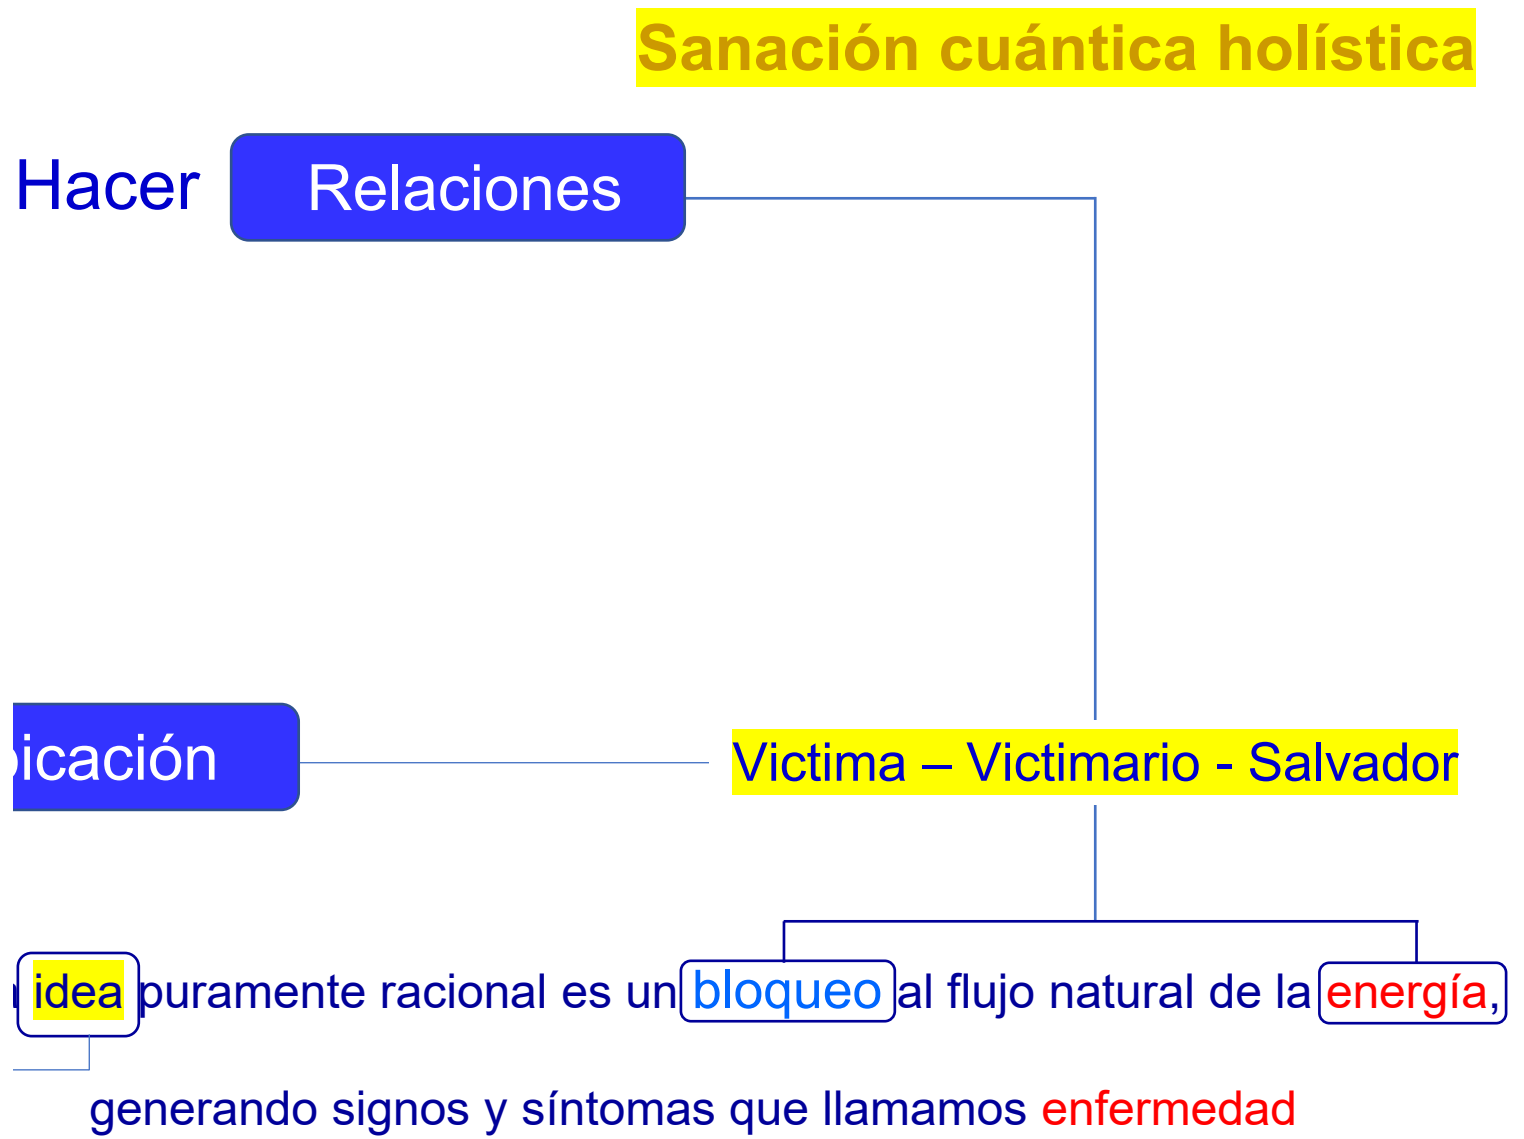 Sanación cuántica holística
Hacer Relaciones
Victima – Victimario - Salvador
idea puramente racional es un bloqueo al flujo natural de la energía,
generando signos y síntomas que llamamos enfermedad